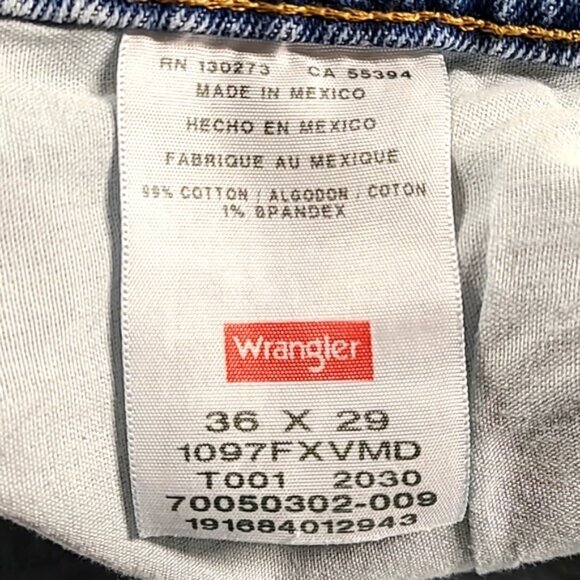 RN 130273 CA 55394
MADE IN MEXICO
HECHO EN MEXICO
FABRIQUE AU MEXIQUE
99% COTTON / ALGODON / COTON
1% SPANDEX
Wrangler
36 X 29
1097FXVMD
T001 2030
70050302-009
191684012943